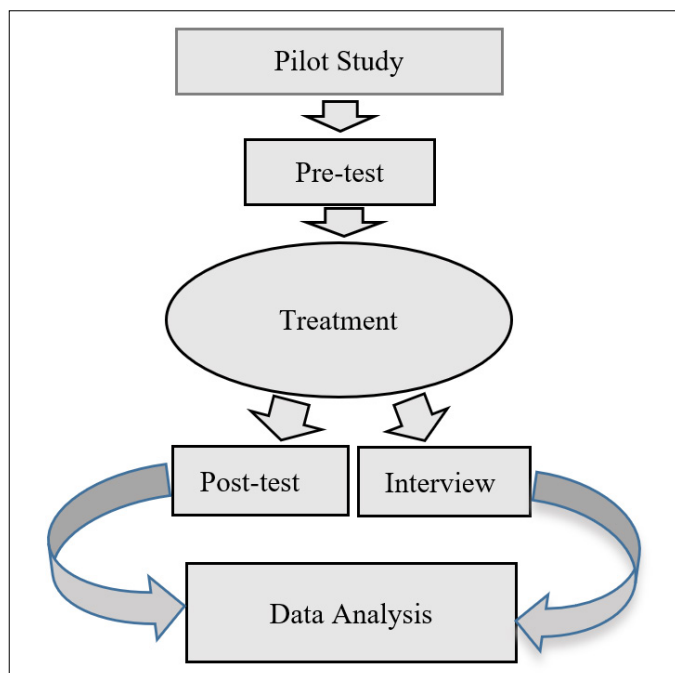 Pilot Study
Pre-test
Treatment
Post-test
Interview
Data Analysis